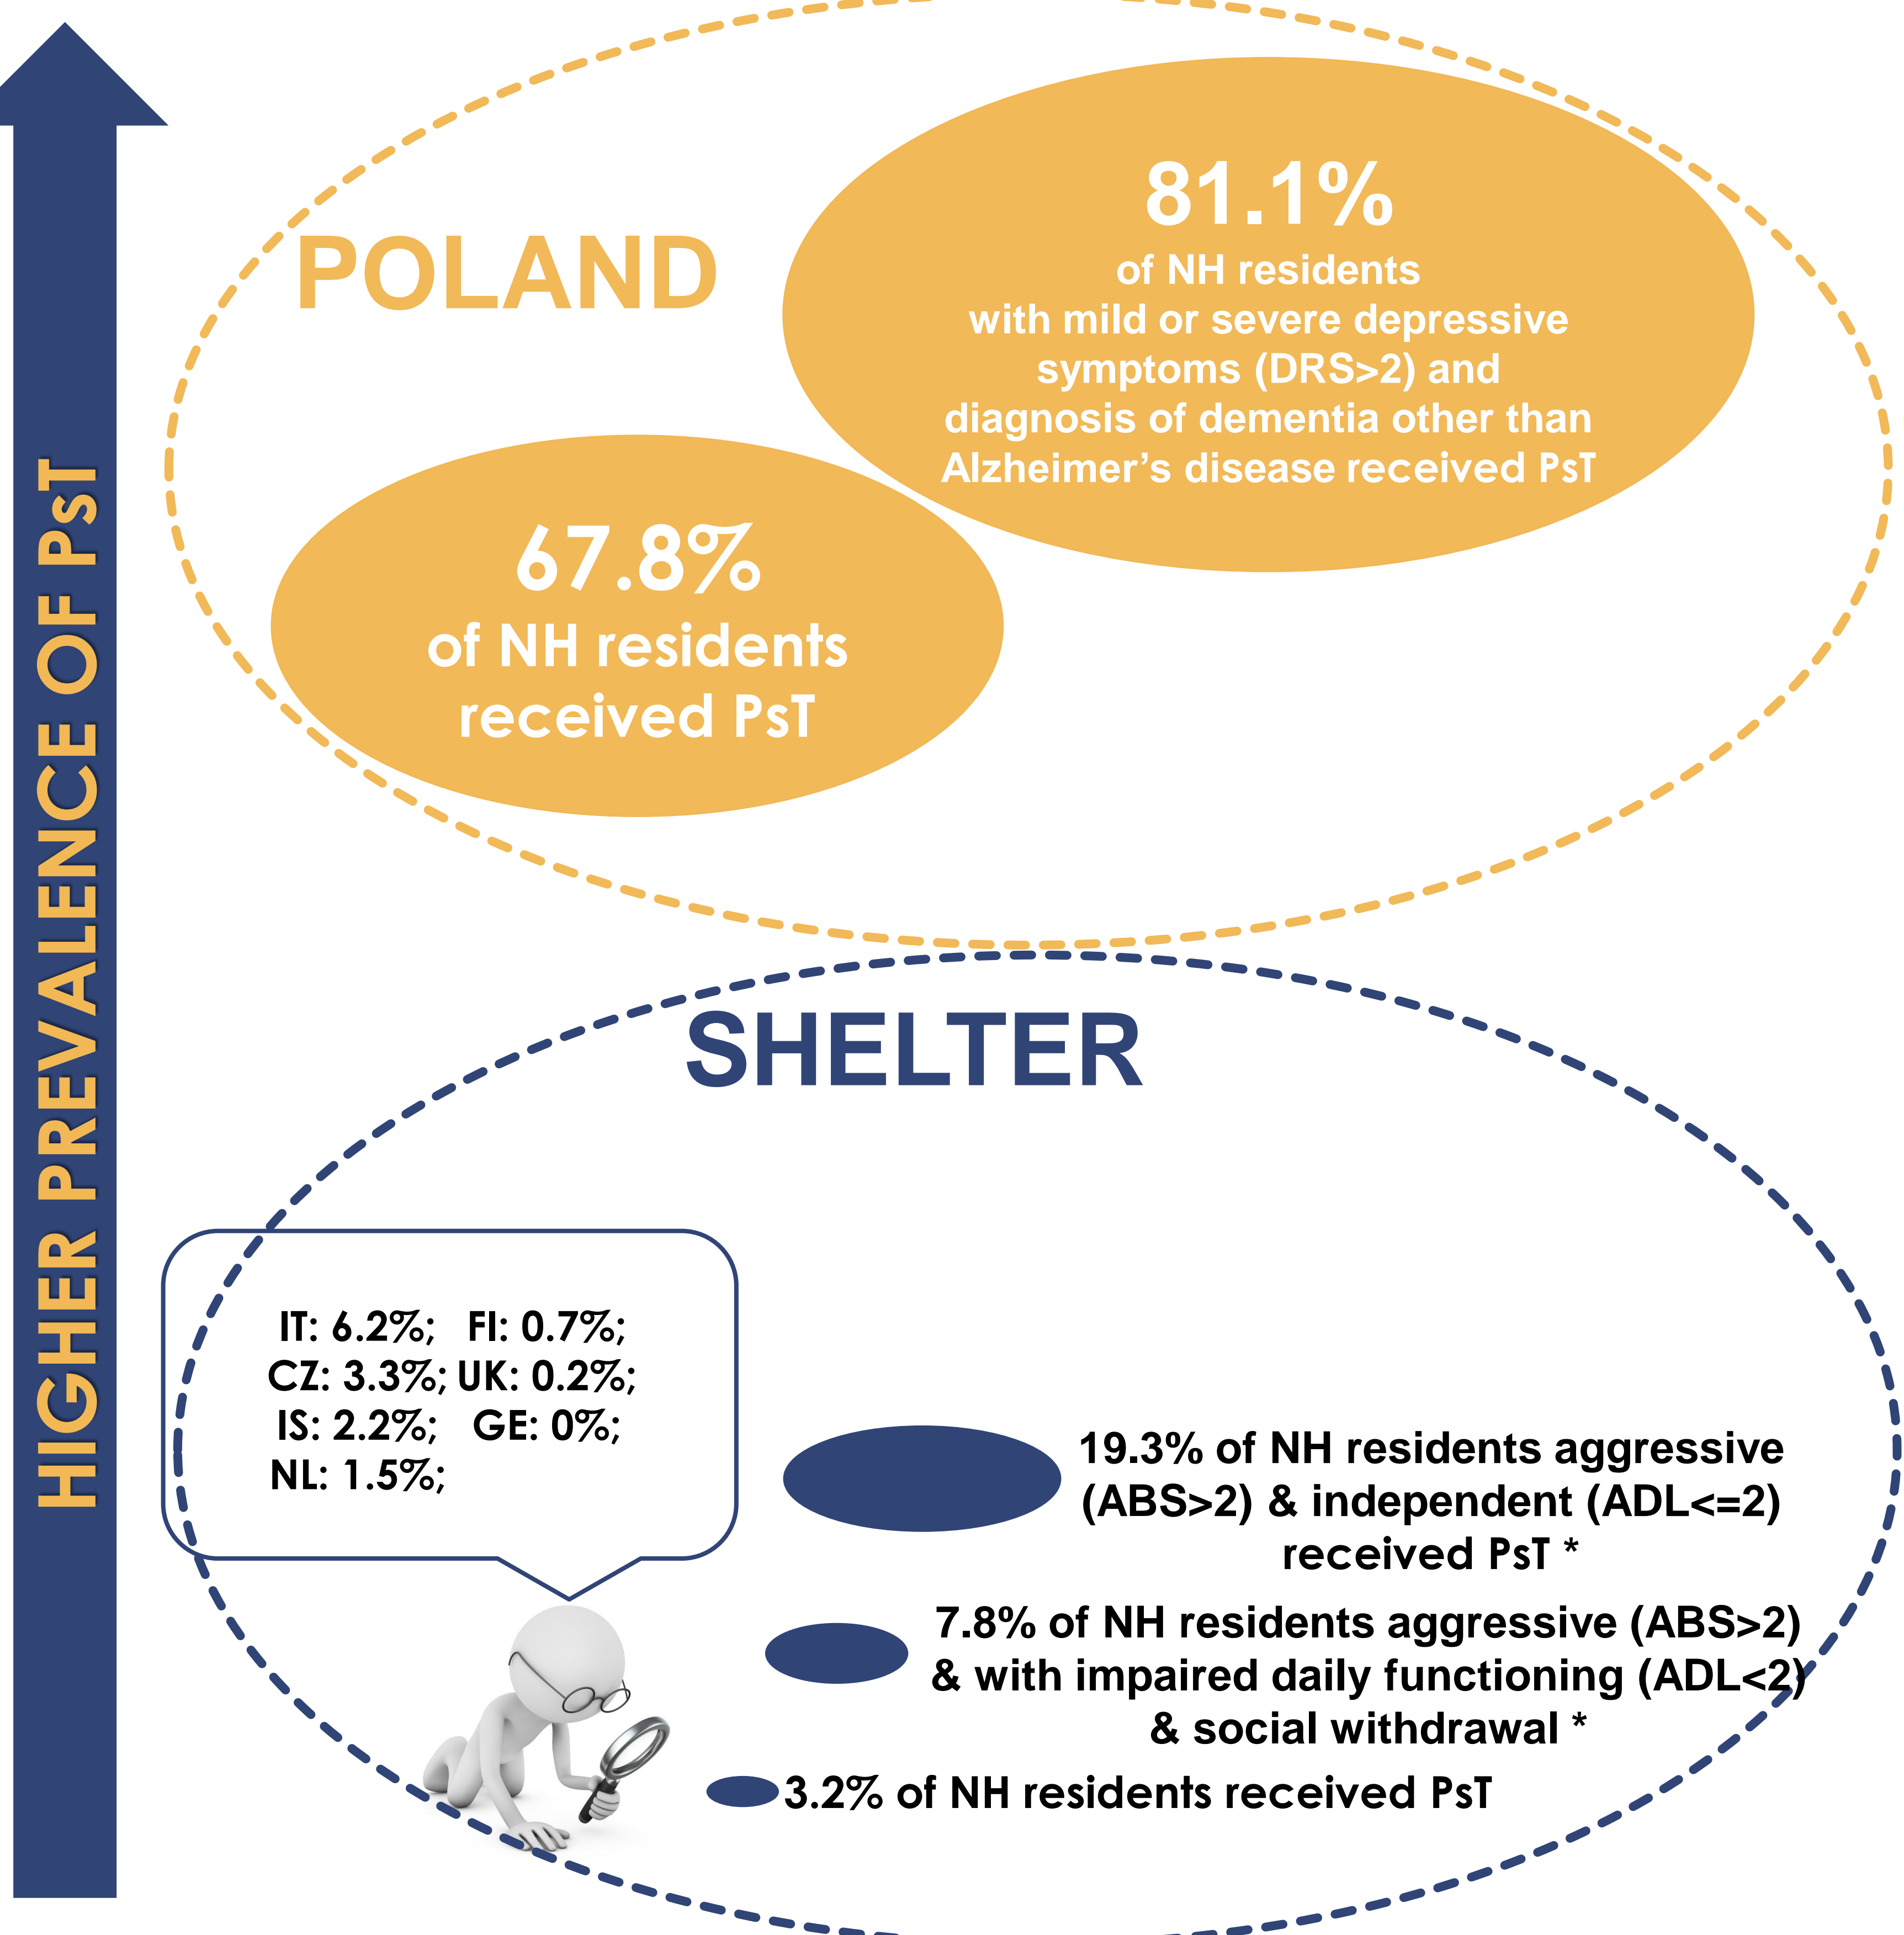 HIGHER PREVALENCE OF PsT
POLAND
81.1%
of NH residents
with mild or severe depressive
symptoms (DRS>2) and
diagnosis of dementia other than
Alzheimer’s disease received PsT
67.8%
of NH residents
received PsT
SHELTER
IT: 6.2%; FI: 0.7%;
CZ: 3.3%; UK: 0.2%;
IS: 2.2%; GE: 0%;
NL: 1.5%;
19.3% of NH residents aggressive
(ABS>2) & independent (ADL<=2)
received PsT *
7.8% of NH residents aggressive (ABS>2)
& with impaired daily functioning (ADL<2)
& social withdrawal *
3.2% of NH residents received PsT